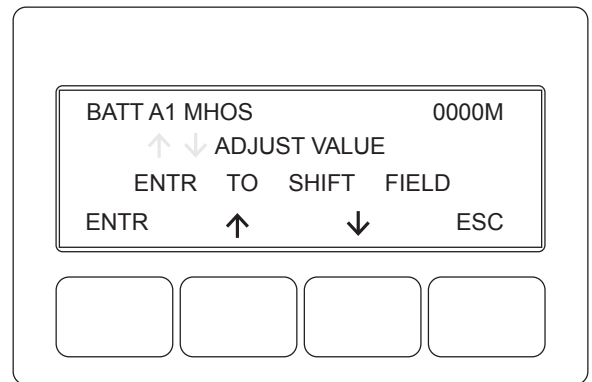 BATT A1 MHOS 0000M
↑ ↓ ADJUST VALUE
ENTR TO SHIFT FIELD
ENTR ↑ ↓ ESC